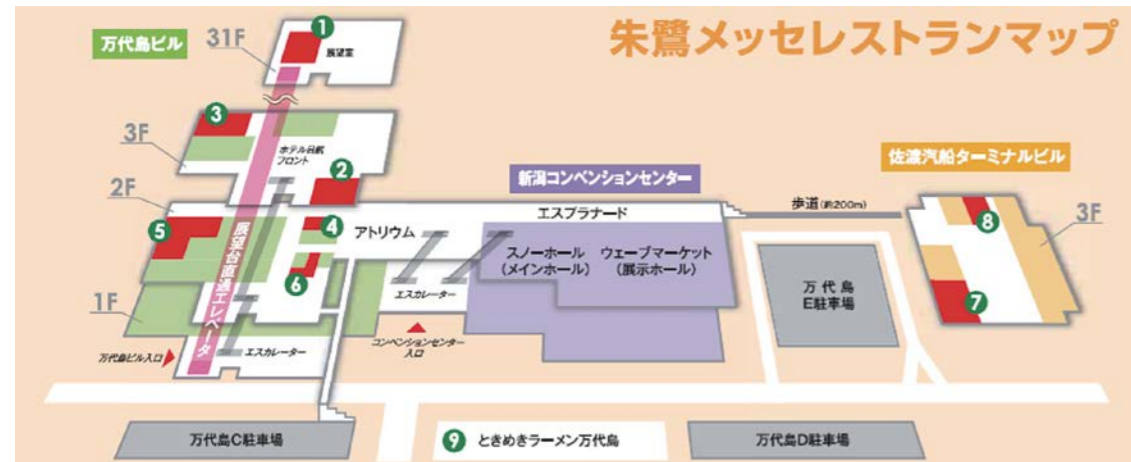 朱鷺メッセレストランマップ
万代島ビル
31F
1
展望室
3
3F
ホテル日航
フロント
2
2F
5
4
アトリウム
6
1F
展望台直通エレベータ
エスカレーター
万代島ビル入口
エスカレーター
コンベンションセンター
入口
新潟コンベンションセンター
エスプラナード
スノーホール
(メインホール)
ウェーブマーケット
(展示ホール)
歩道(約200m)
佐渡汽船ターミナルビル
8
3F
7
万代島
E駐車場
万代島C駐車場
9 ときめきラーメン万代島
万代島D駐車場